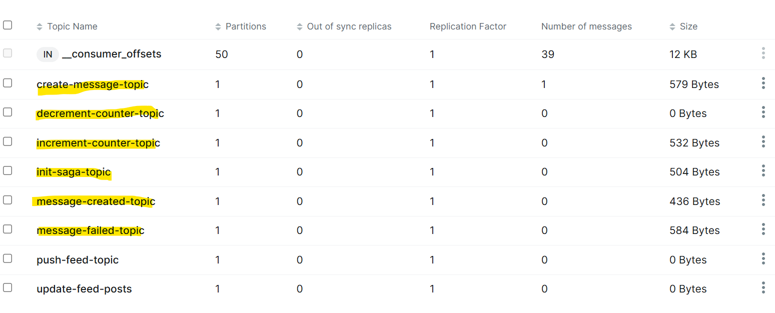 Topic Name Partitions Out of sync replicas Replication Factor Number of messages Size
IN __consumer_offsets 50 0 1 39 12 KB
create-message-topic 1 0 1 1 579 Bytes
decrement-counter-topic 1 0 1 0 0 Bytes
increment-counter-topic 1 0 1 0 532 Bytes
init-saga-topic 1 0 1 0 504 Bytes
message-created-topic 1 0 1 0 436 Bytes
message-failed-topic 1 0 1 0 584 Bytes
push-feed-topic 1 0 1 0 0 Bytes
update-feed-posts 1 0 1 0 0 Bytes